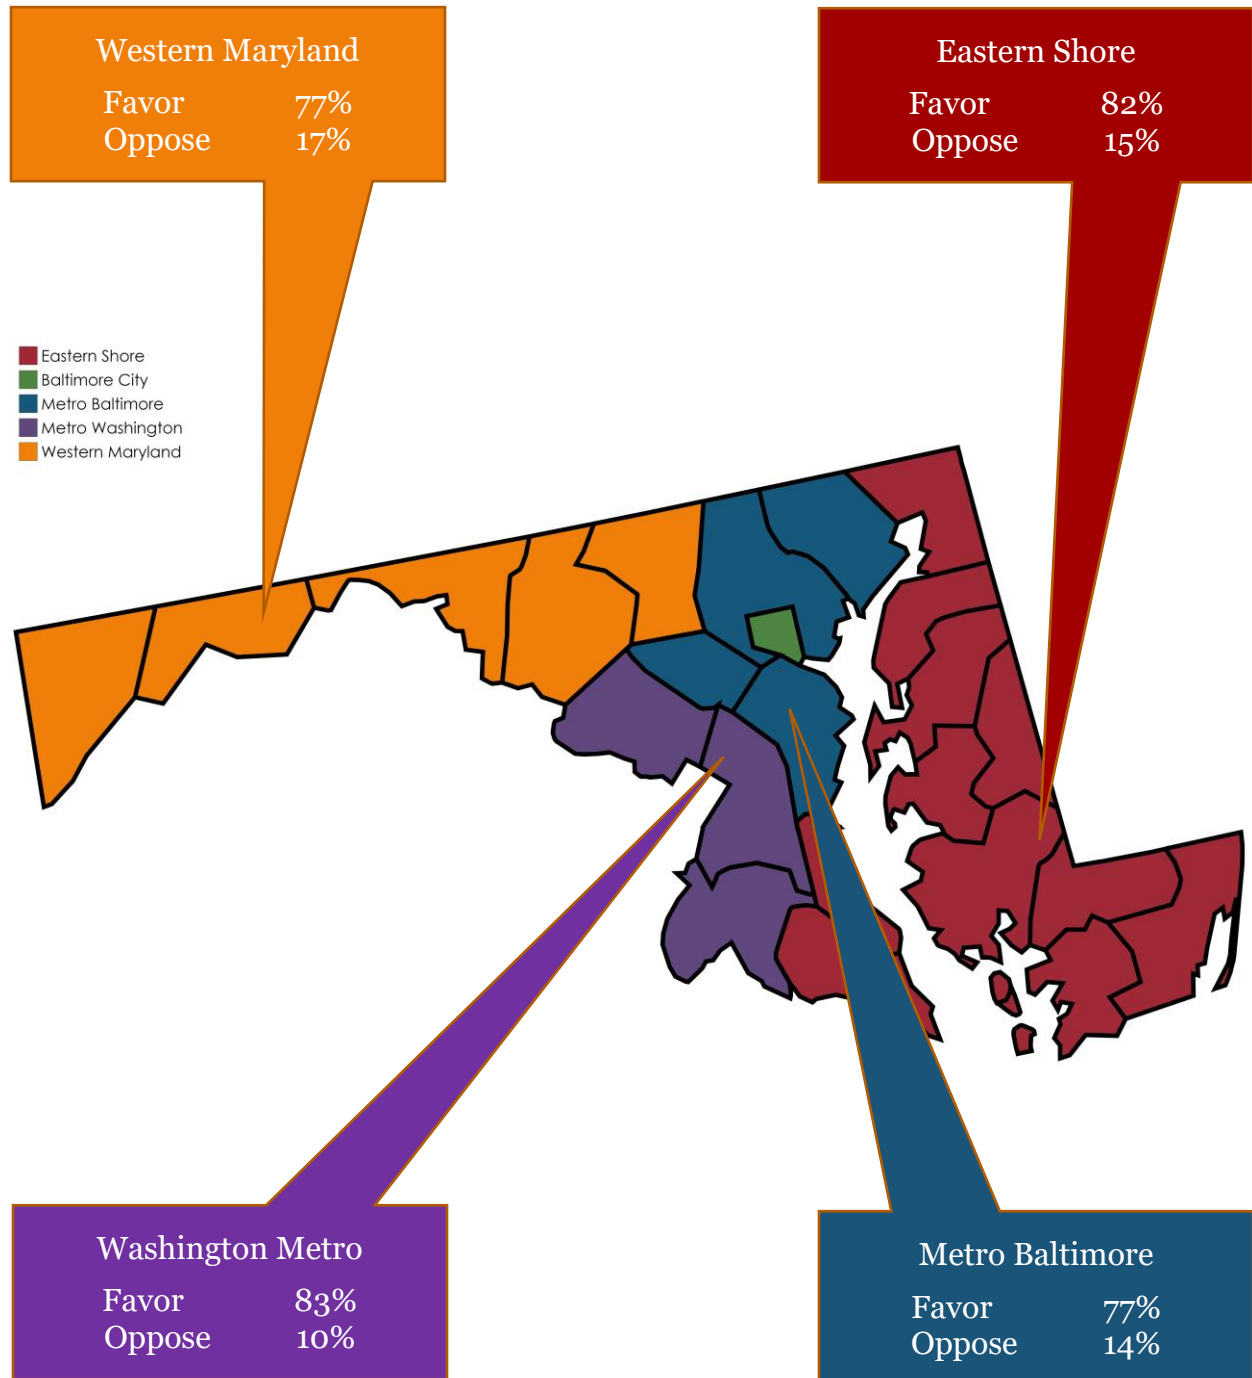 Western Maryland
Favor 77%
Oppose 17%
Eastern Shore
Favor 82%
Oppose 15%
Eastern Shore
Baltimore City
Metro Baltimore
Metro Washington
Western Maryland
Washington Metro
Favor 83%
Oppose 10%
Metro Baltimore
Favor 77%
Oppose 14%